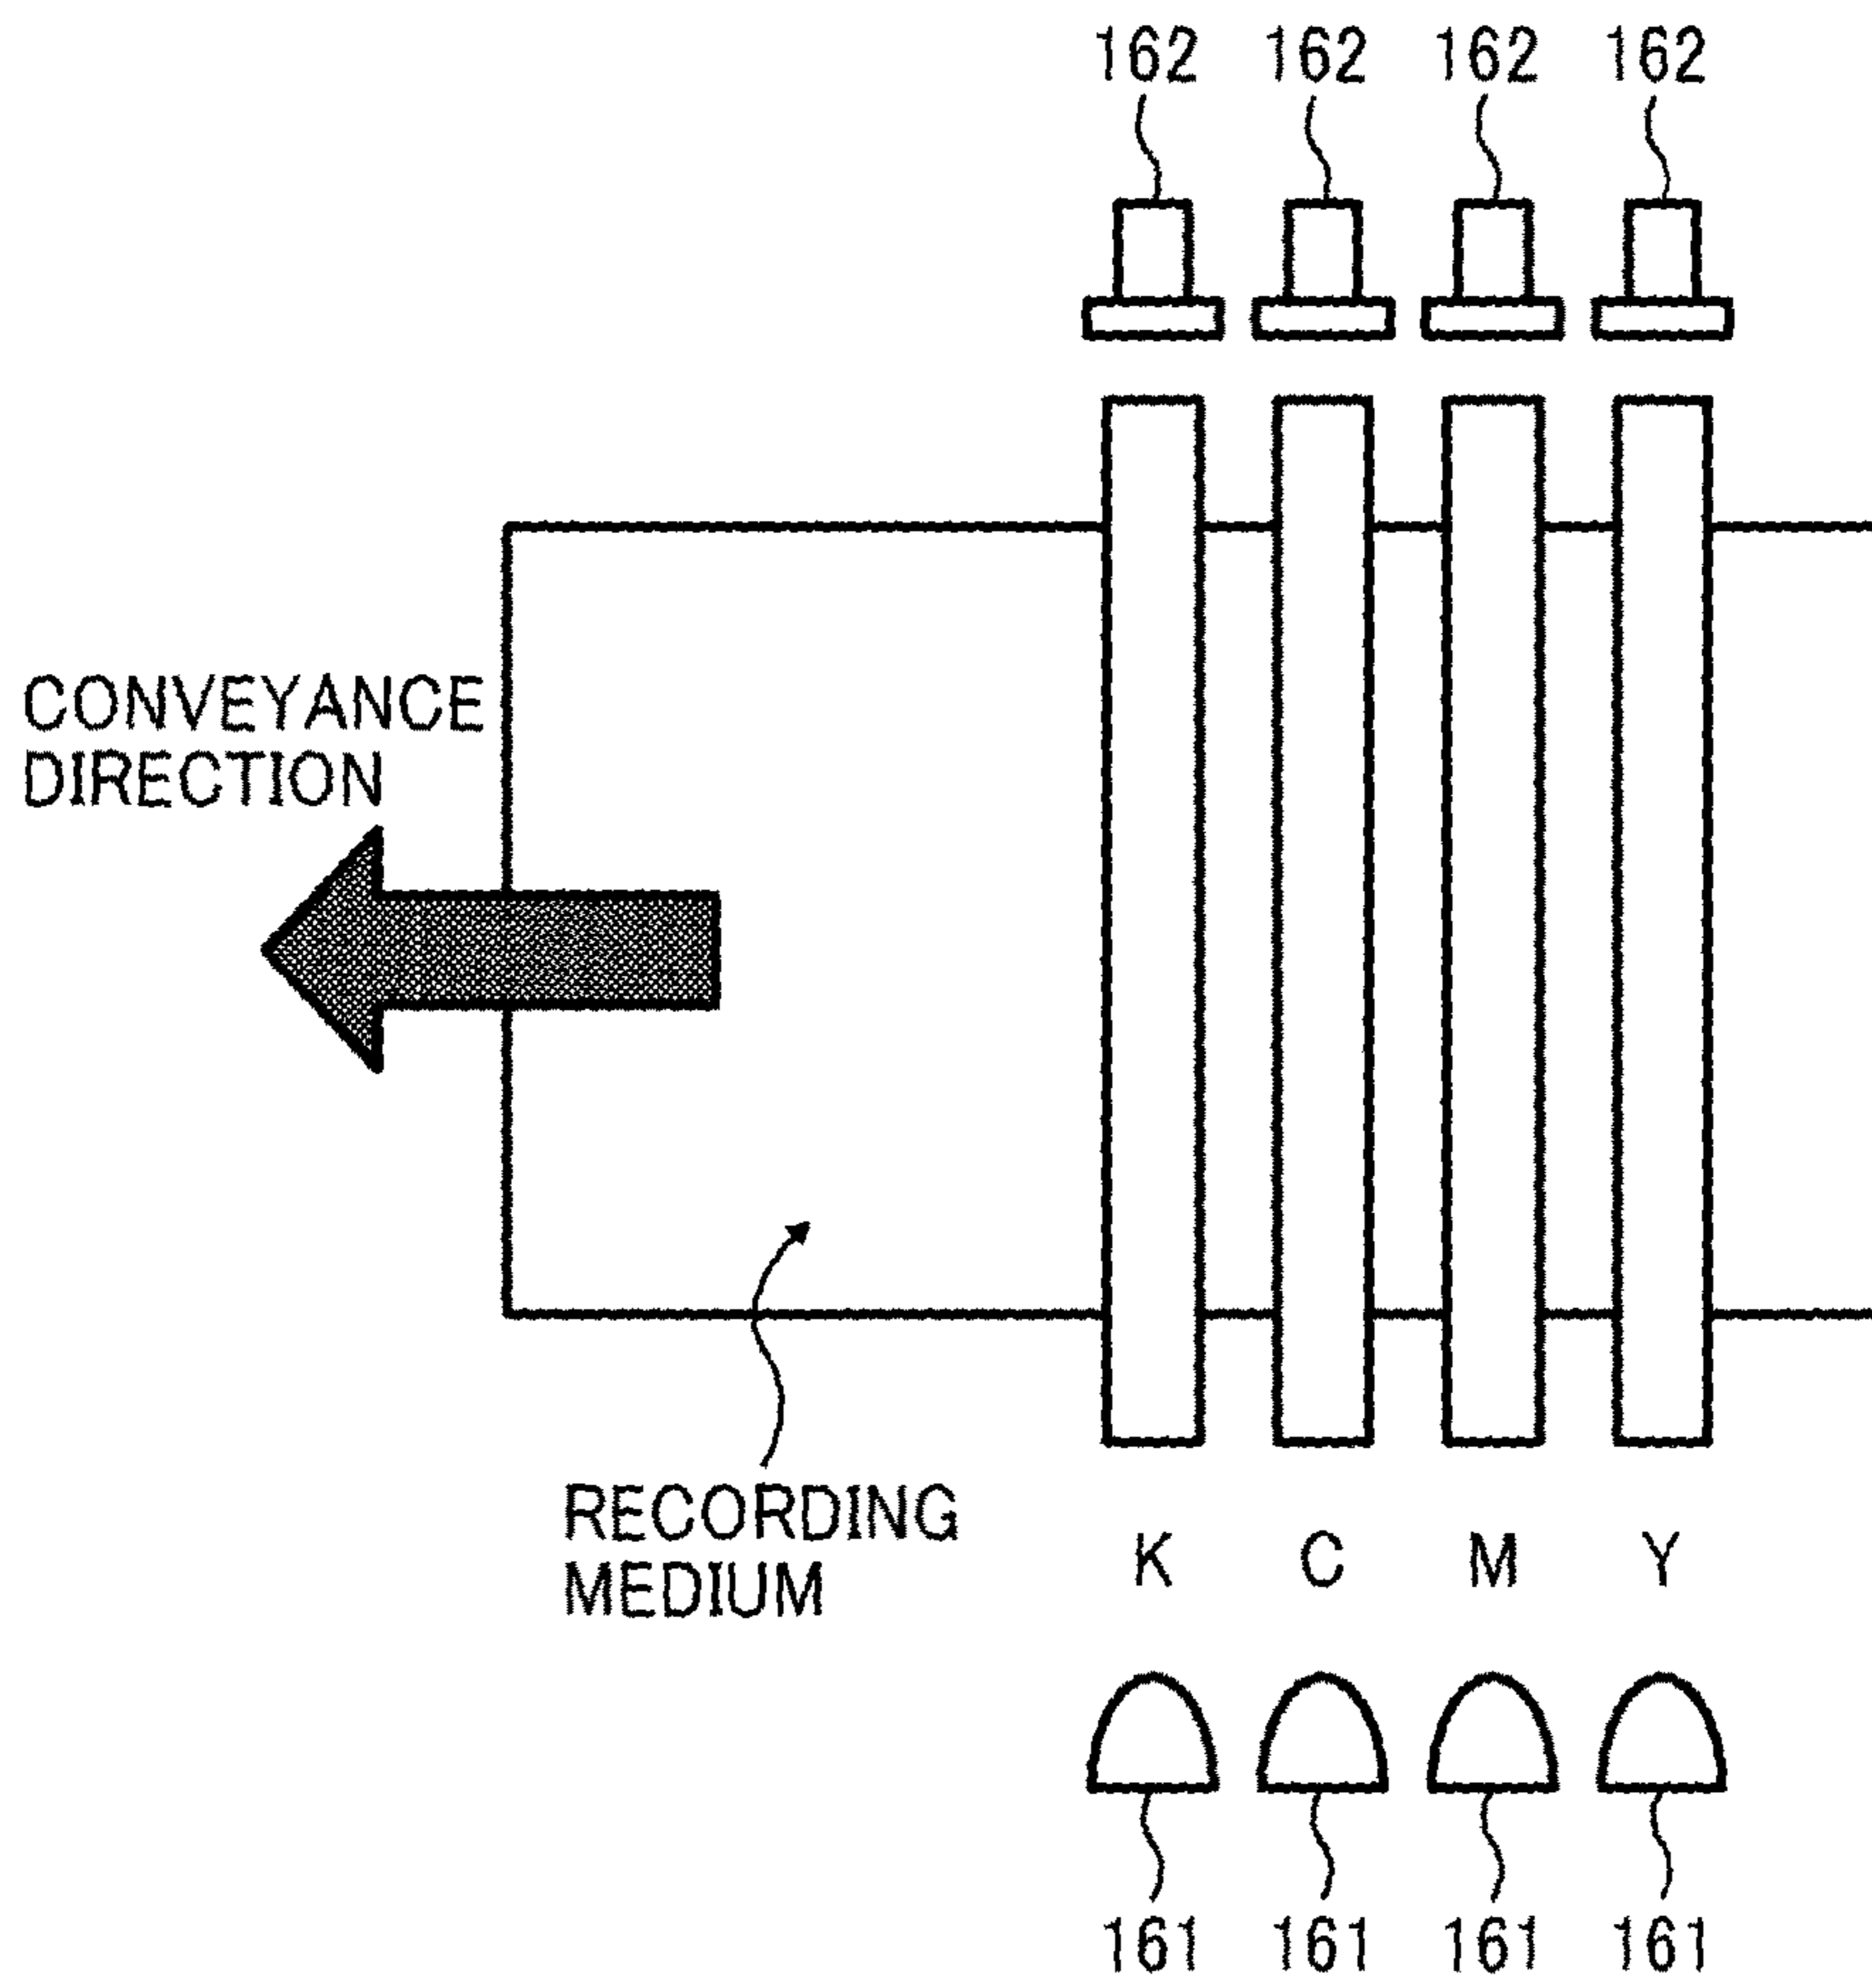 162 162 162 162
CONVEYANCE
DIRECTION
RECORDING
MEDIUM
K C M Y
161 161 161 161